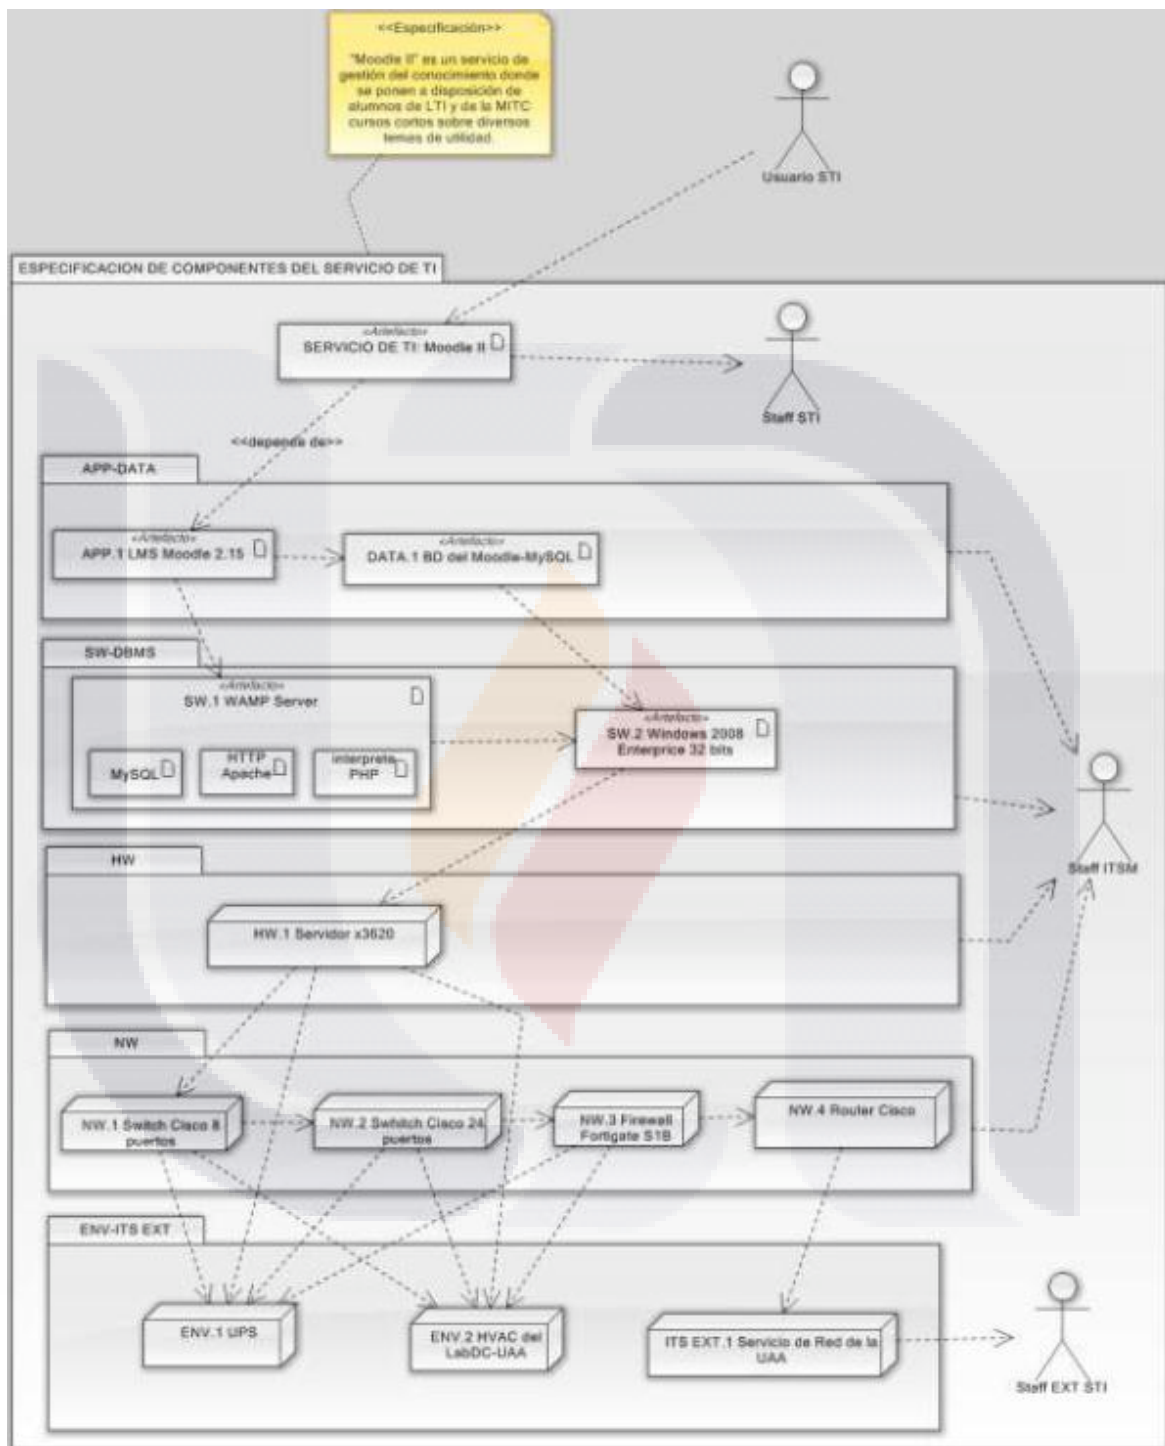 <<Especificación>>
"Moodle II" es un servicio de
gestión del conocimiento donde
se ponen a disposición de
alumnos de LTI y de la MITC
cursos cortos sobre diversos
temas de utilidad.
Usuario STI
ESPECIFICACION DE COMPONENTES DEL SERVICIO DE TI
«Artefacto»
SERVICIO DE TI: Moodle II
Staff STI
<<depende de>>
APP-DATA
«Artefacto»
APP.1 LMS Moodle 2.15
«Artefacto»
DATA.1 BD del Moodle-MySQL
SW-DBMS
«Artefacto»
SW.1 WAMP Server
MySQL
HTTP
Apache
interprete
PHP
«Artefacto»
SW.2 Windows 2008
Enterprice 32 bits
Staff ITSM
HW
HW.1 Servidor x3620
NW
NW.1 Switch Cisco 8
puertos
NW.2 Swhitch Cisco 24
puertos
NW.3 Firewall
Fortigate S1B
NW.4 Router Cisco
ENV-ITS EXT
ENV.1 UPS
ENV.2 HVAC del
LabDC-UAA
ITS EXT.1 Servicio de Red de la
UAA
Staff EXT STI